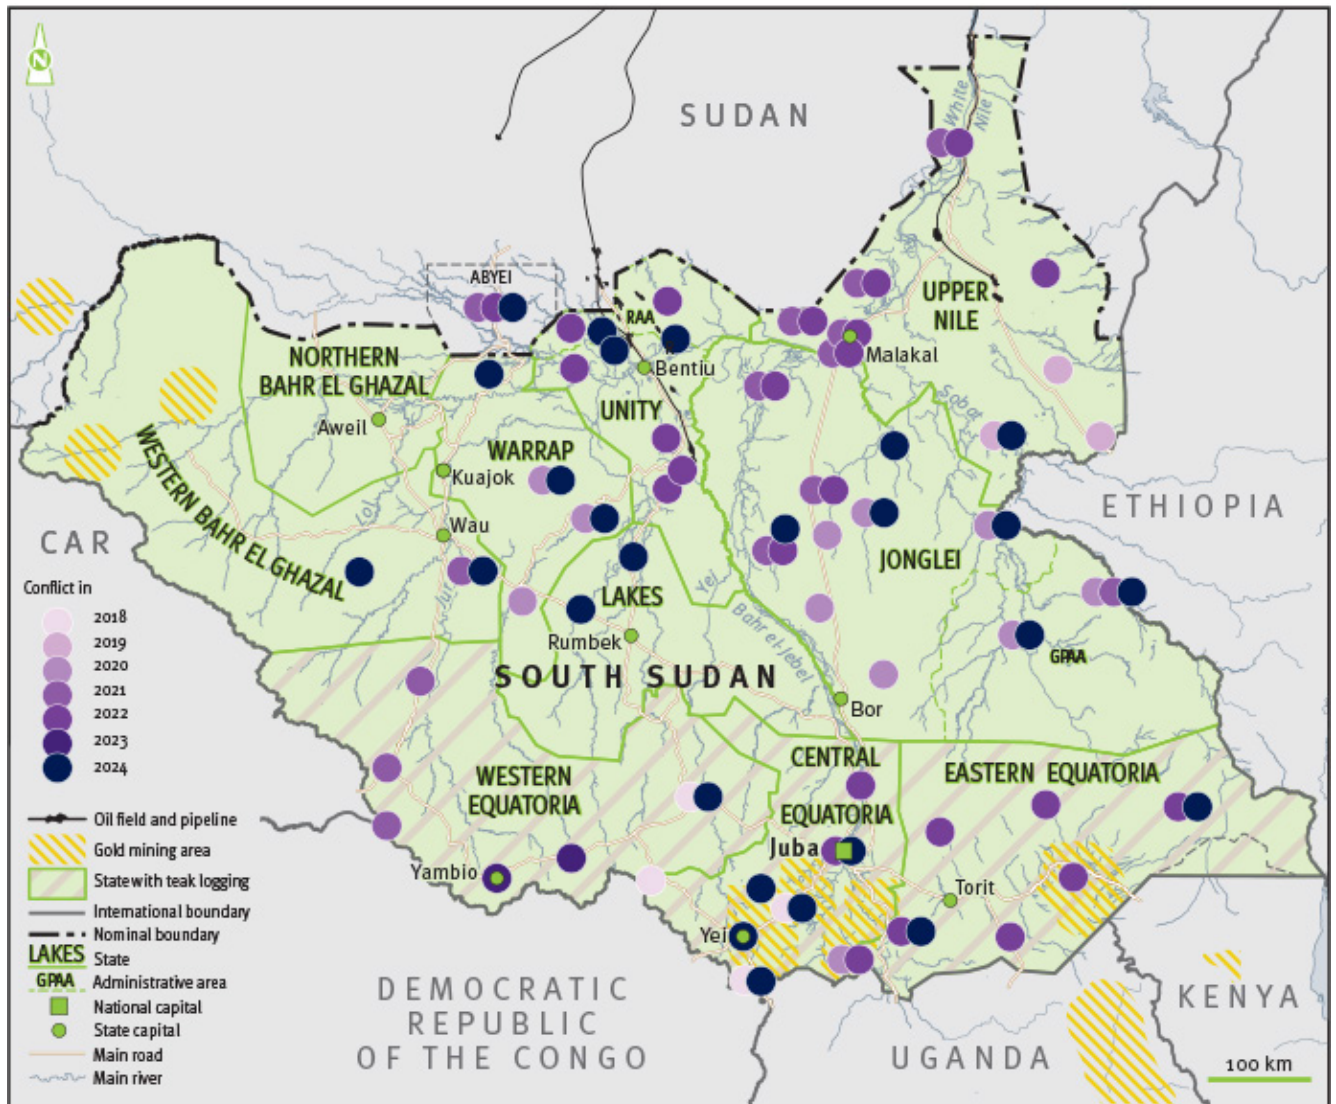 N
SUDAN
White
Nile
ABYEI
RAA
UPPER
NILE
NORTHERN
BAHR EL GHAZAL
Malakal
Bentiu
UNITY
Sobat
Aweil
WARRAP
WESTERN BAHR EL GHAZAL
Kuajok
ETHIOPIA
Lol
Wau
CAR
JONGLEI
Jur
Yei
LAKES
Bahr el-Jebel
Rumbek
GPAA
SOUTH SUDAN
Bor
CENTRAL
EQUATORIA
WESTERN
EQUATORIA
EASTERN EQUATORIA
Juba
Yambio
Torit
Yei
DEMOCRATIC
REPUBLIC
OF THE CONGO
UGANDA
KENYA
100 km
Conflict in
2018
2019
2020
2021
2022
2023
2024
Oil field and pipeline
Gold mining area
State with teak logging
International boundary
Nominal boundary
LAKES State
GPAA Administrative area
National capital
State capital
Main road
Main river